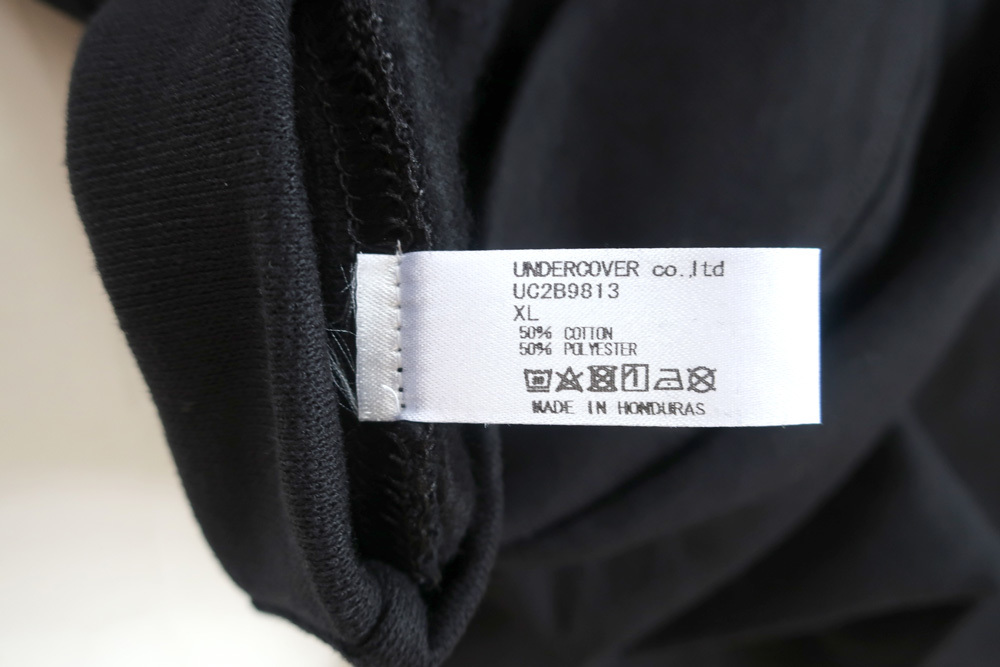 UNDERCOVER co.,ltd
UC2B9813
XL
50% COTTON
50% POLYESTER
MADE IN HONDURAS